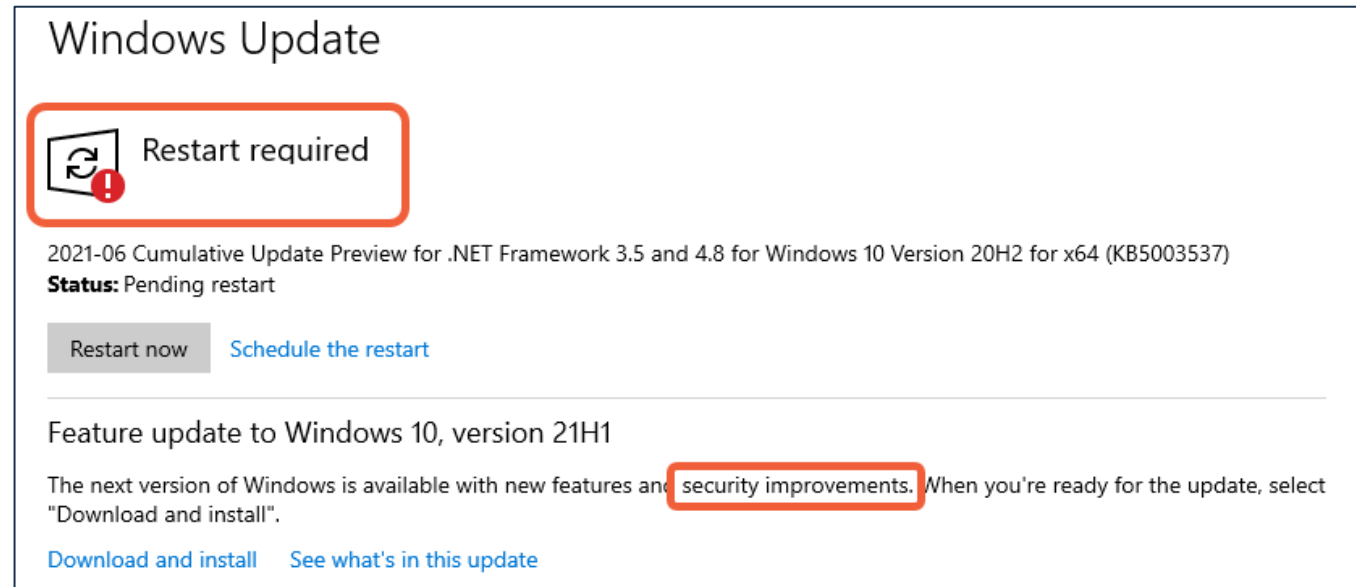 Windows Update
Restart required
2021-06 Cumulative Update Preview for .NET Framework 3.5 and 4.8 for Windows 10 Version 20H2 for x64 (KB5003537)
Status: Pending restart
Restart now Schedule the restart
Feature update to Windows 10, version 21H1
The next version of Windows is available with new features and security improvements. When you're ready for the update, select
"Download and install".
Download and install See what's in this update